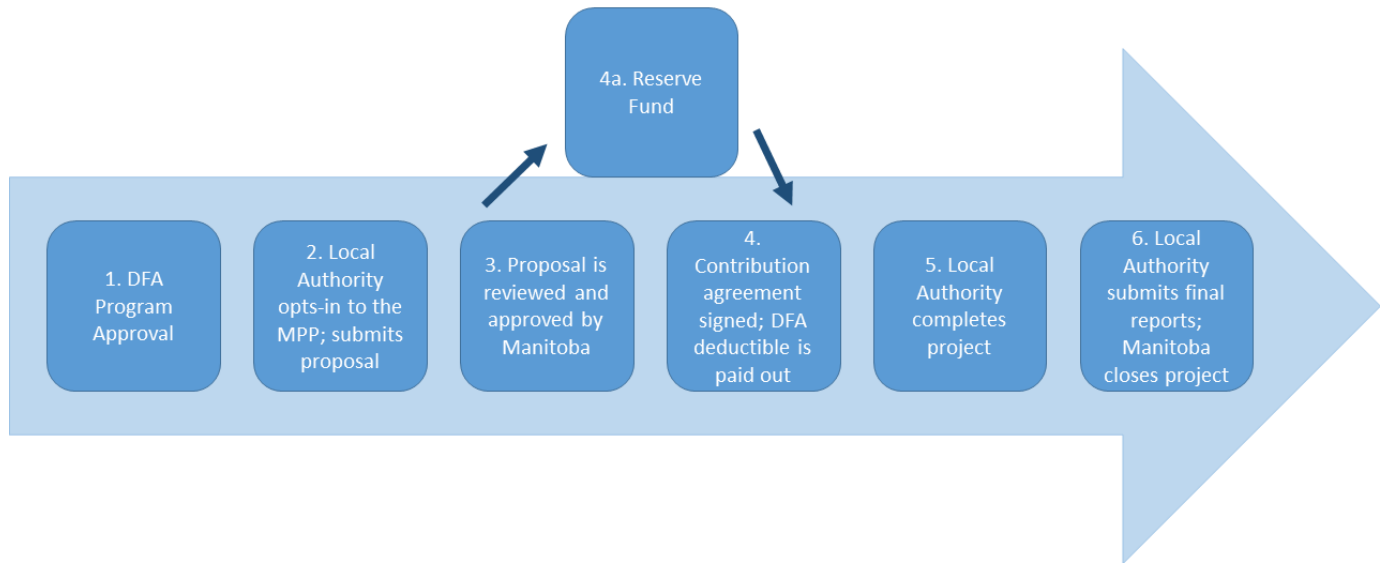 4a. Reserve
Fund
1. DFA
Program
Approval
2. Local
Authority
opts-in to the
MPP; submits
proposal
3. Proposal is
reviewed and
approved by
Manitoba
4.
Contribution
agreement
signed; DFA
deductible is
paid out
5. Local
Authority
completes
project
6. Local
Authority
submits final
reports;
Manitoba
closes project